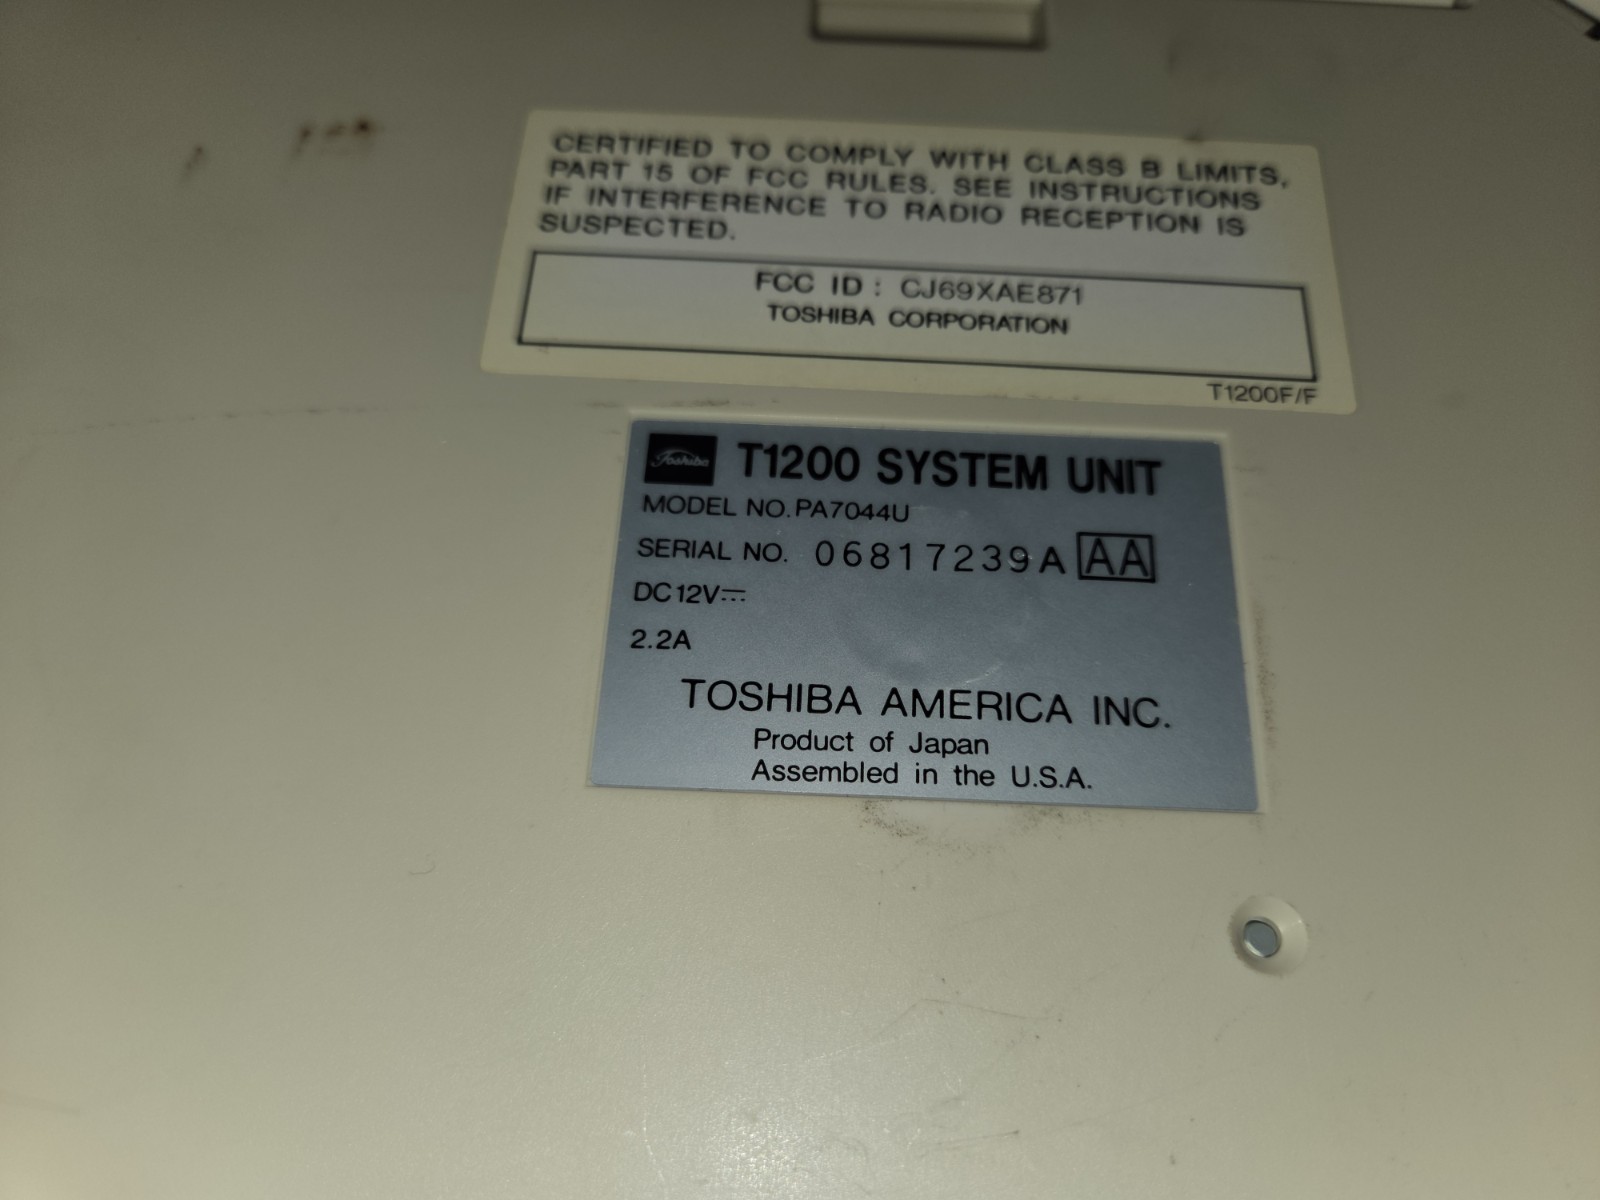 CERTIFIED TO COMPLY WITH CLASS B LIMITS,
PART 15 OF FCC RULES. SEE INSTRUCTIONS
IF INTERFERENCE TO RADIO RECEPTION IS
SUSPECTED.
FCC ID : CJ69XAE871
TOSHIBA CORPORATION
T1200F/F
Toshiba T1200 SYSTEM UNIT
MODEL NO. PA7044U
SERIAL NO. 06817239A AA
DC12V⎓
2.2A
TOSHIBA AMERICA INC.
Product of Japan
Assembled in the U.S.A.